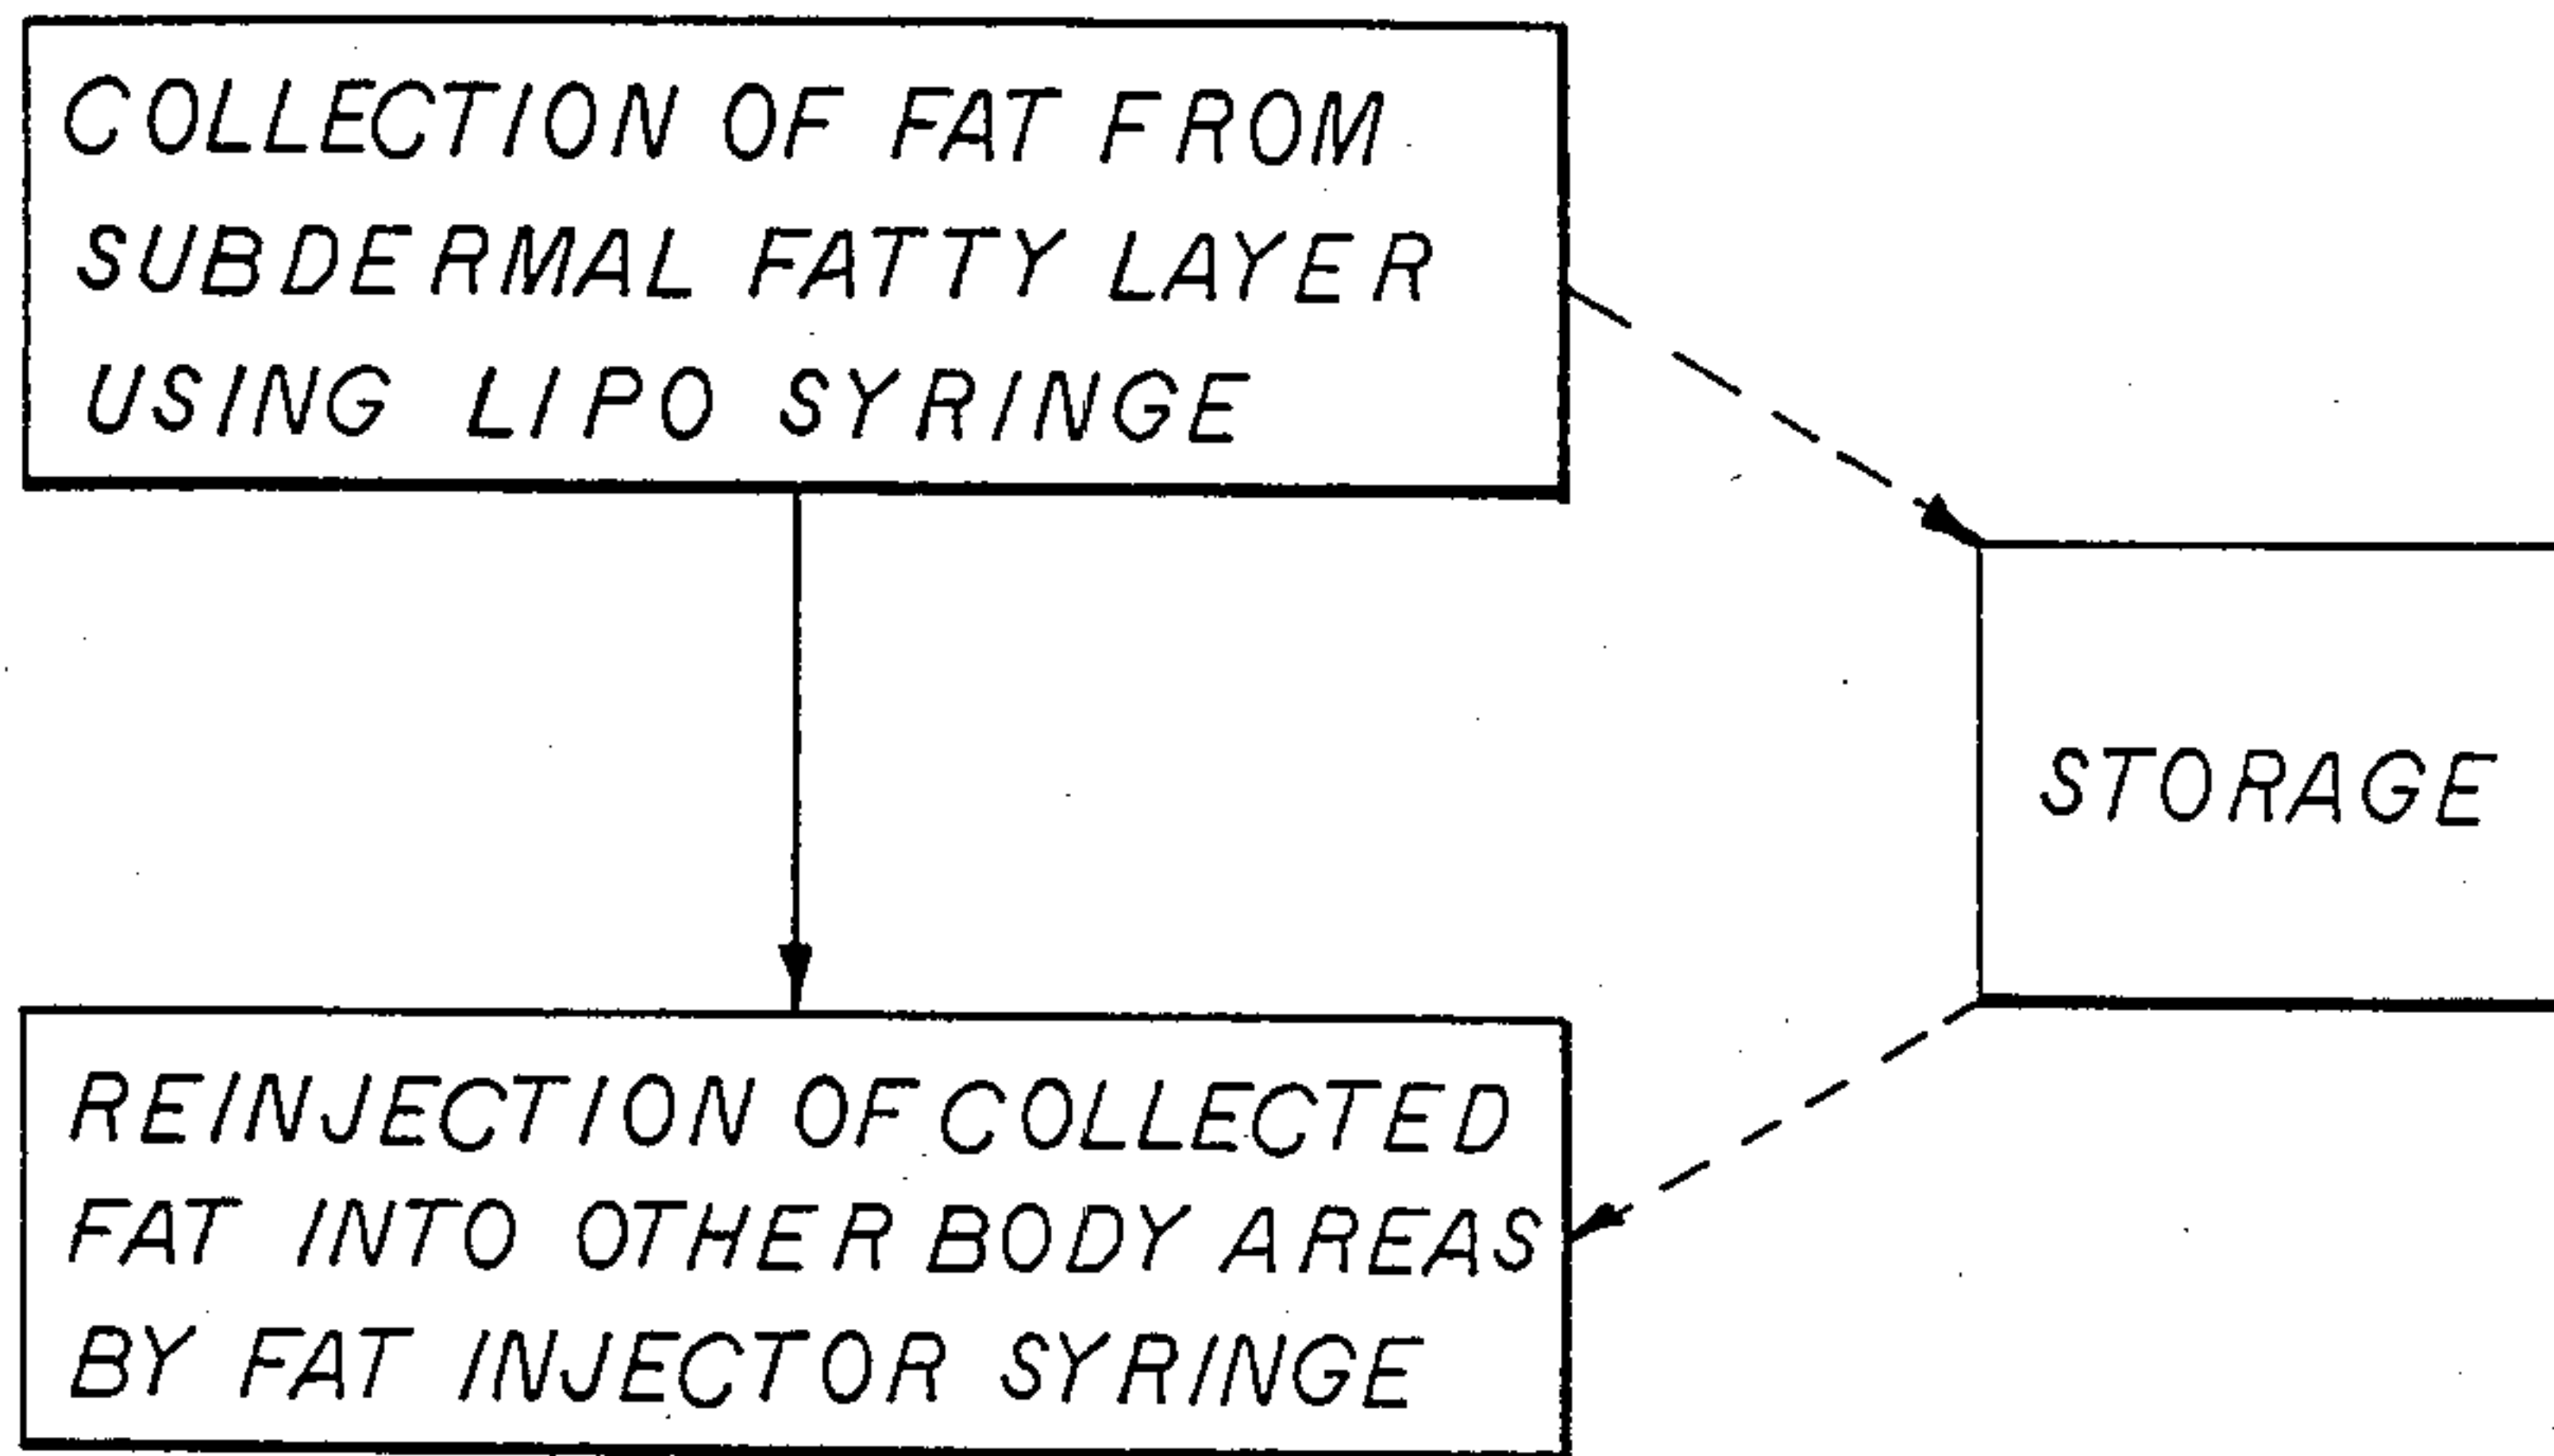 COLLECTION OF FAT FROM
SUBDERMAL FATTY LAYER
USING LIPO SYRINGE
STORAGE
REINJECTION OF COLLECTED
FAT INTO OTHER BODY AREAS
BY FAT INJECTOR SYRINGE